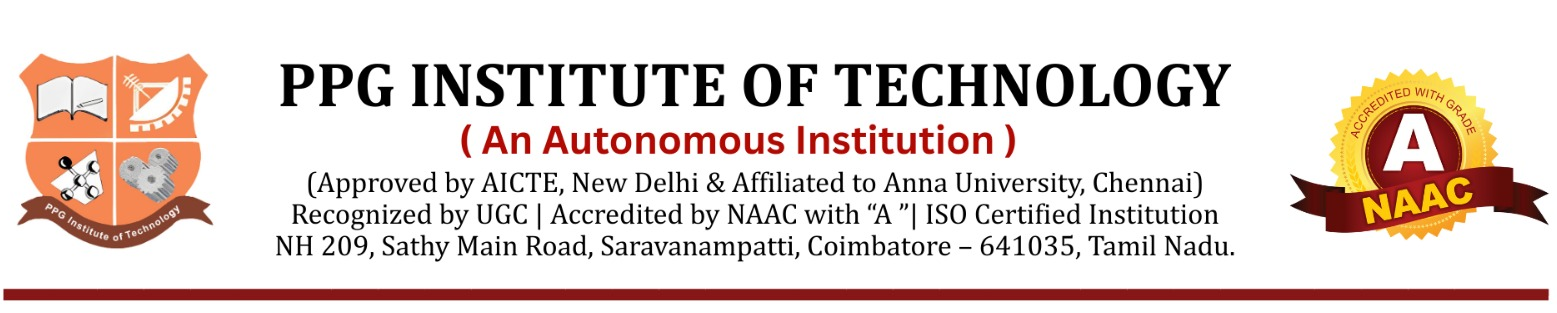 PPG INSTITUTE OF TECHNOLOGY
( An Autonomous Institution )
(Approved by AICTE, New Delhi & Affiliated to Anna University, Chennai)
Recognized by UGC | Accredited by NAAC with “A ”| ISO Certified Institution
NH 209, Sathy Main Road, Saravanampatti, Coimbatore – 641035, Tamil Nadu.
PPG Institute of Technology
ACCREDITED WITH GRADE
A
NAAC